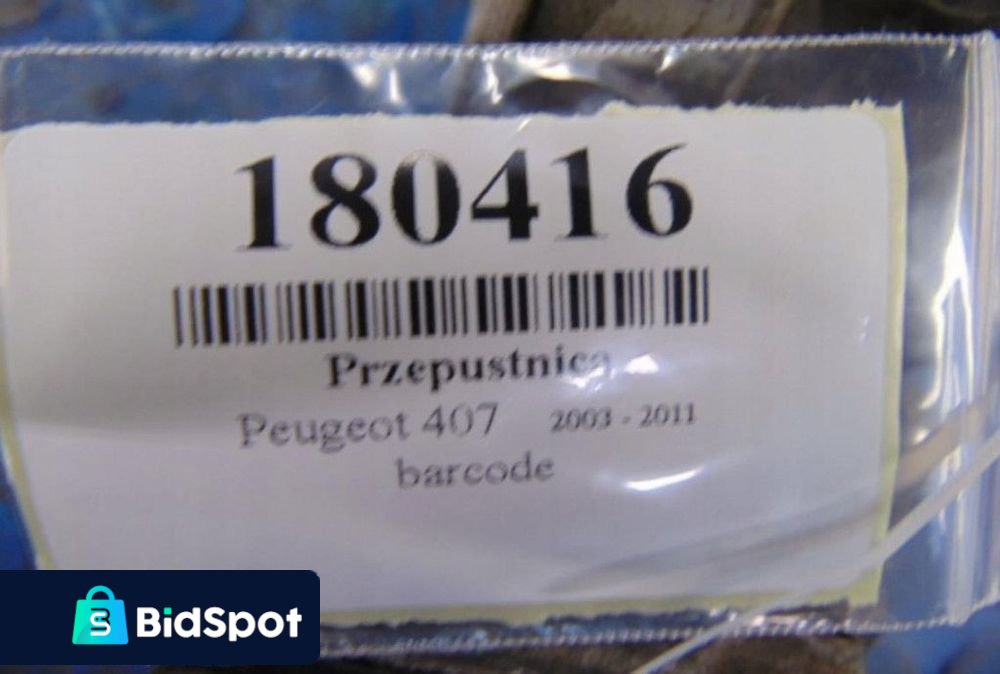 180416
Przepustnica
Peugeot 407 2003 - 2011
barcode
BidSpot